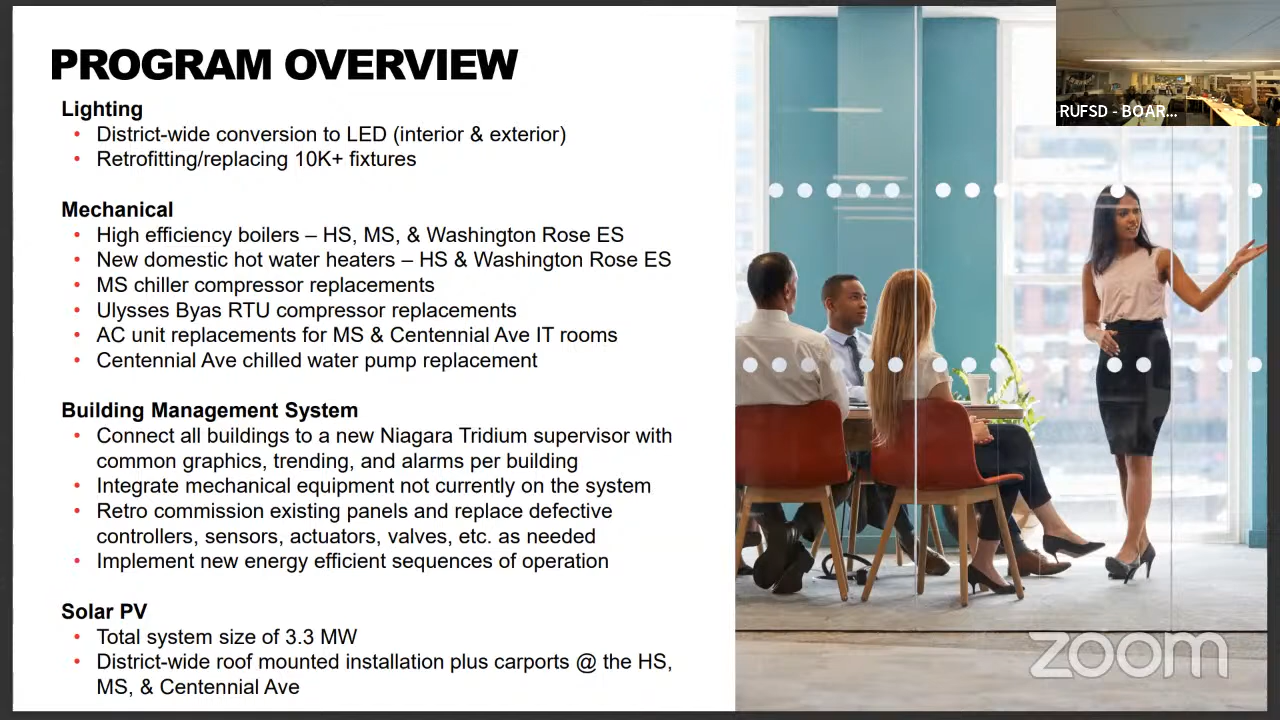 PROGRAM OVERVIEW
Lighting
• District-wide conversion to LED (interior & exterior)
• Retrofitting/replacing 10K+ fixtures
Mechanical
• High efficiency boilers – HS, MS, & Washington Rose ES
• New domestic hot water heaters – HS & Washington Rose ES
• MS chiller compressor replacements
• Ulysses Byas RTU compressor replacements
• AC unit replacements for MS & Centennial Ave IT rooms
• Centennial Ave chilled water pump replacement
Building Management System
• Connect all buildings to a new Niagara Tridium supervisor with
common graphics, trending, and alarms per building
• Integrate mechanical equipment not currently on the system
• Retro commission existing panels and replace defective
controllers, sensors, actuators, valves, etc. as needed
• Implement new energy efficient sequences of operation
Solar PV
• Total system size of 3.3 MW
• District-wide roof mounted installation plus carports @ the HS,
MS, & Centennial Ave
RUFSD - BOAR...
zoom